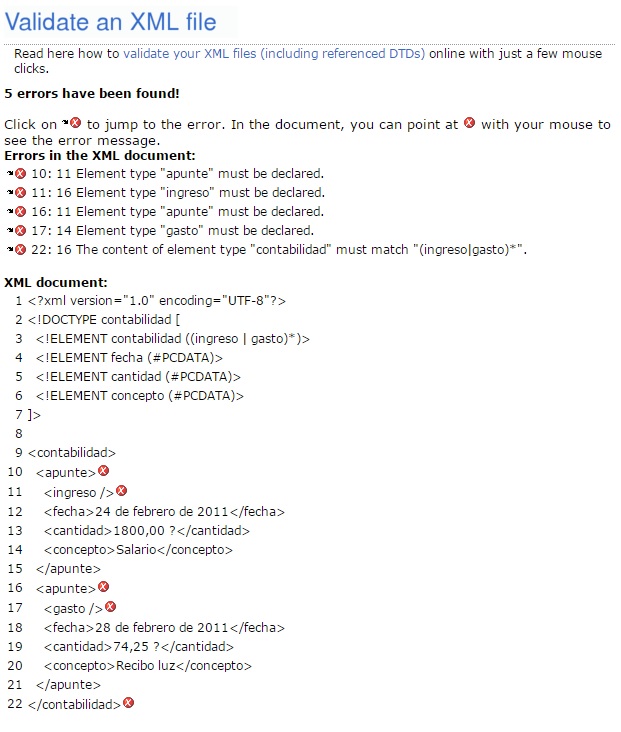 Validate an XML file
Read here how to validate your XML files (including referenced DTDs) online with just a few mouse
clicks.
5 errors have been found!
Click on to jump to the error. In the document, you can point at with your mouse to
see the error message.
Errors in the XML document:
10: 11 Element type "apunte" must be declared.
11: 16 Element type "ingreso" must be declared.
16: 11 Element type "apunte" must be declared.
17: 14 Element type "gasto" must be declared.
22: 16 The content of element type "contabilidad" must match "(ingreso|gasto)*".
XML document:
1 <?xml version="1.0" encoding="UTF-8"?>
2 <!DOCTYPE contabilidad [
3 <!ELEMENT contabilidad ((ingreso | gasto)*)>
4 <!ELEMENT fecha (#PCDATA)>
5 <!ELEMENT cantidad (#PCDATA)>
6 <!ELEMENT concepto (#PCDATA)>
7 ]>
8
9 <contabilidad>
10 <apunte>
11 <ingreso />
12 <fecha>24 de febrero de 2011</fecha>
13 <cantidad>1800,00 ?</cantidad>
14 <concepto>Salario</concepto>
15 </apunte>
16 <apunte>
17 <gasto />
18 <fecha>28 de febrero de 2011</fecha>
19 <cantidad>74,25 ?</cantidad>
20 <concepto>Recibo luz</concepto>
21 </apunte>
22 </contabilidad>